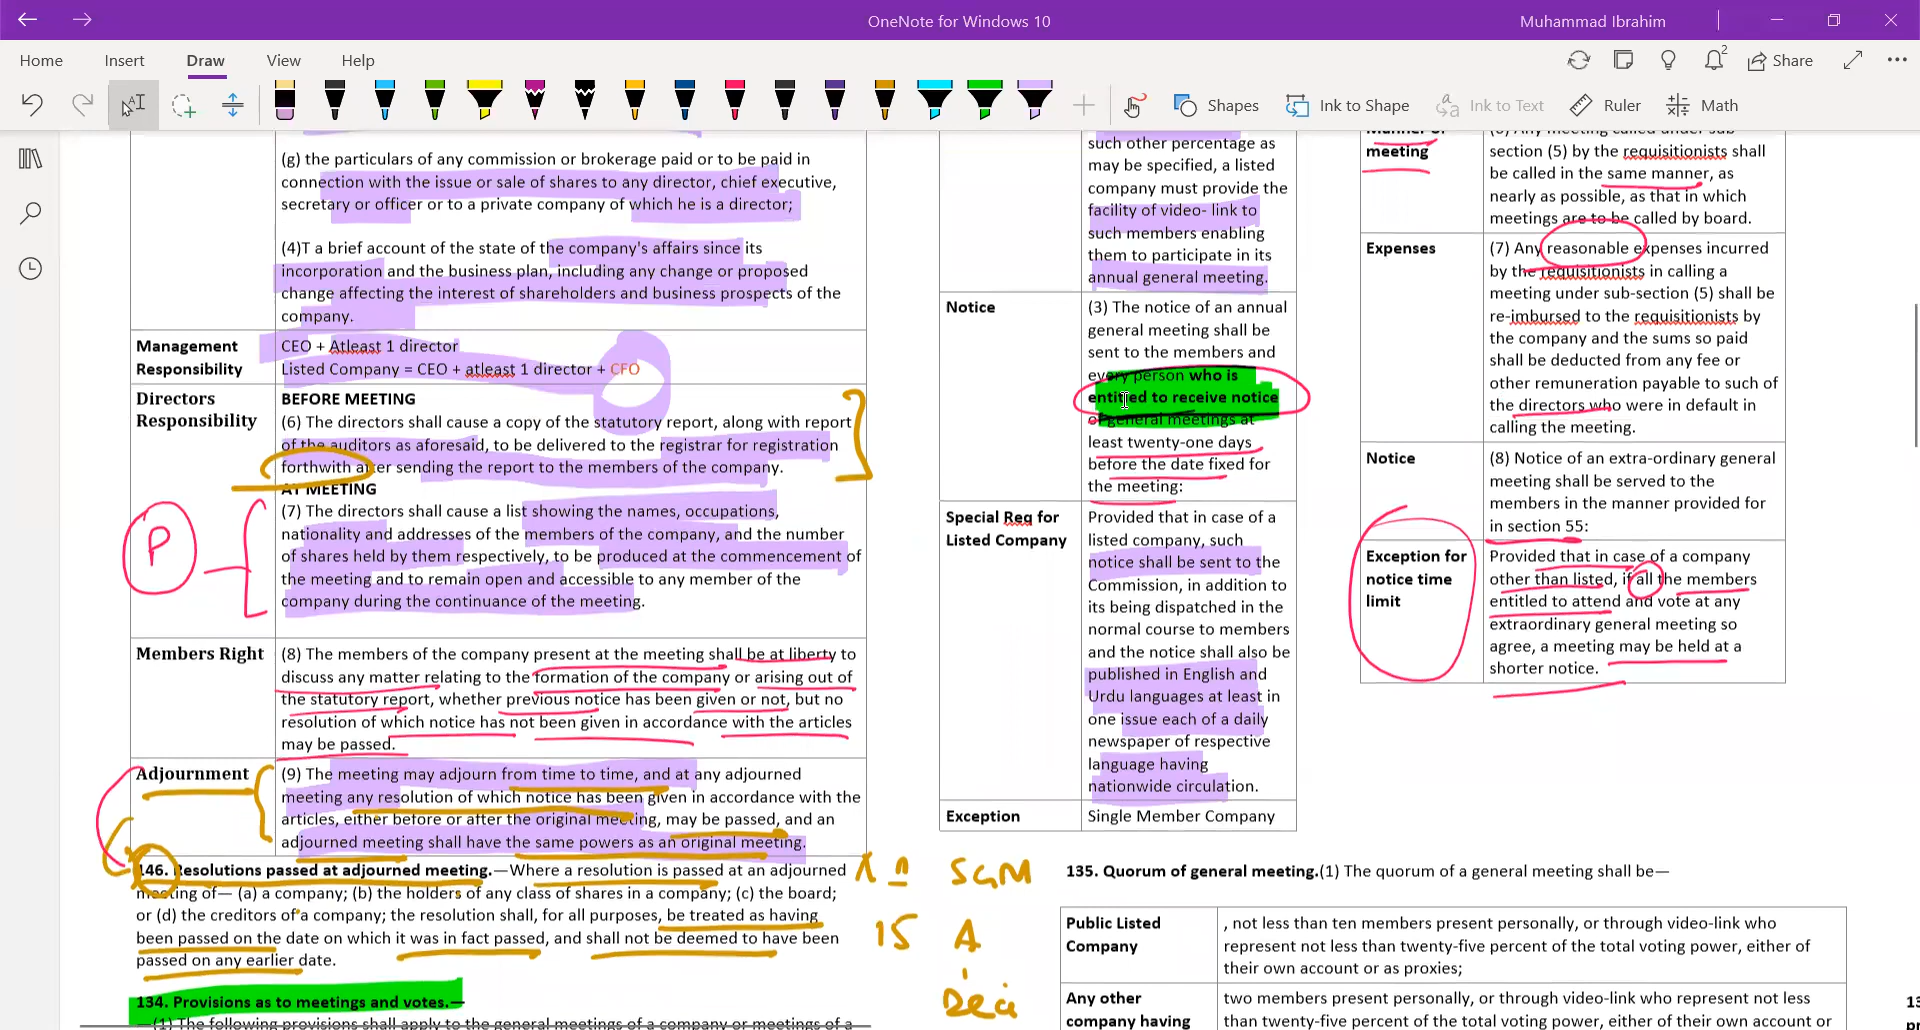 OneNote for Windows 10
Muhammad Ibrahim
Home
Insert
Draw
View
Help
2
Share
Shapes
Ink to Shape
Ink to Text
Ruler
Math
(g) the particulars of any commission or brokerage paid or to be paid in
connection with the issue or sale of shares to any director, chief executive,
secretary or officer or to a private company of which he is a director;
(4)T a brief account of the state of the company's affairs since its
incorporation and the business plan, including any change or proposed
change affecting the interest of shareholders and business prospects of the
company.
Management
Responsibility
CEO + Atleast 1 director
Listed Company = CEO + atleast 1 director + CFO
Directors
Responsibility
BEFORE MEETING
(6) The directors shall cause a copy of the statutory report, along with report
of the auditors as aforesaid, to be delivered to the registrar for registration
forthwith after sending the report to the members of the company.
AT MEETING
(7) The directors shall cause a list showing the names, occupations,
nationality and addresses of the members of the company, and the number
of shares held by them respectively, to be produced at the commencement of
the meeting and to remain open and accessible to any member of the
company during the continuance of the meeting.
P
Members Right
(8) The members of the company present at the meeting shall be at liberty to
discuss any matter relating to the formation of the company or arising out of
the statutory report, whether previous notice has been given or not, but no
resolution of which notice has not been given in accordance with the articles
may be passed.
Adjournment
(9) The meeting may adjourn from time to time, and at any adjourned
meeting any resolution of which notice has been given in accordance with the
articles, either before or after the original meeting, may be passed, and an
adjourned meeting shall have the same powers as an original meeting.
146. Resolutions passed at adjourned meeting.—Where a resolution is passed at an adjourned
meeting of— (a) a company; (b) the holders of any class of shares in a company; (c) the board;
or (d) the creditors of a company; the resolution shall, for all purposes, be treated as having
been passed on the date on which it was in fact passed, and shall not be deemed to have been
passed on any earlier date.
134. Provisions as to meetings and votes.—
—(1) The following provisions shall apply to the general meetings of a company or meetings of a
such other percentage as
may be specified, a listed
company must provide the
facility of video- link to
such members enabling
them to participate in its
annual general meeting.
Notice
(3) The notice of an annual
general meeting shall be
sent to the members and
every person who is
entitled to receive notice
of general meetings at
least twenty-one days
before the date fixed for
the meeting:
Special Req for
Listed Company
Provided that in case of a
listed company, such
notice shall be sent to the
Commission, in addition to
its being dispatched in the
normal course to members
and the notice shall also be
published in English and
Urdu languages at least in
one issue each of a daily
newspaper of respective
language having
nationwide circulation.
Exception
Single Member Company
SGM
15 A
Manner of
meeting
(6) Any meeting called under sub-
section (5) by the requisitionists shall
be called in the same manner, as
nearly as possible, as that in which
meetings are to be called by board.
Expenses
(7) Any reasonable expenses incurred
by the requisitionists in calling a
meeting under sub-section (5) shall be
re-imbursed to the requisitionists by
the company and the sums so paid
shall be deducted from any fee or
other remuneration payable to such of
the directors who were in default in
calling the meeting.
Notice
(8) Notice of an extra-ordinary general
meeting shall be served to the
members in the manner provided for
in section 55:
Exception for
notice time
limit
Provided that in case of a company
other than listed, if all the members
entitled to attend and vote at any
extraordinary general meeting so
agree, a meeting may be held at a
shorter notice.
135. Quorum of general meeting.(1) The quorum of a general meeting shall be—
Public Listed
Company
, not less than ten members present personally, or through video-link who
represent not less than twenty-five percent of the total voting power, either of
their own account or as proxies;
Any other
company having
two members present personally, or through video-link who represent not less
than twenty-five percent of the total voting power, either of their own account or